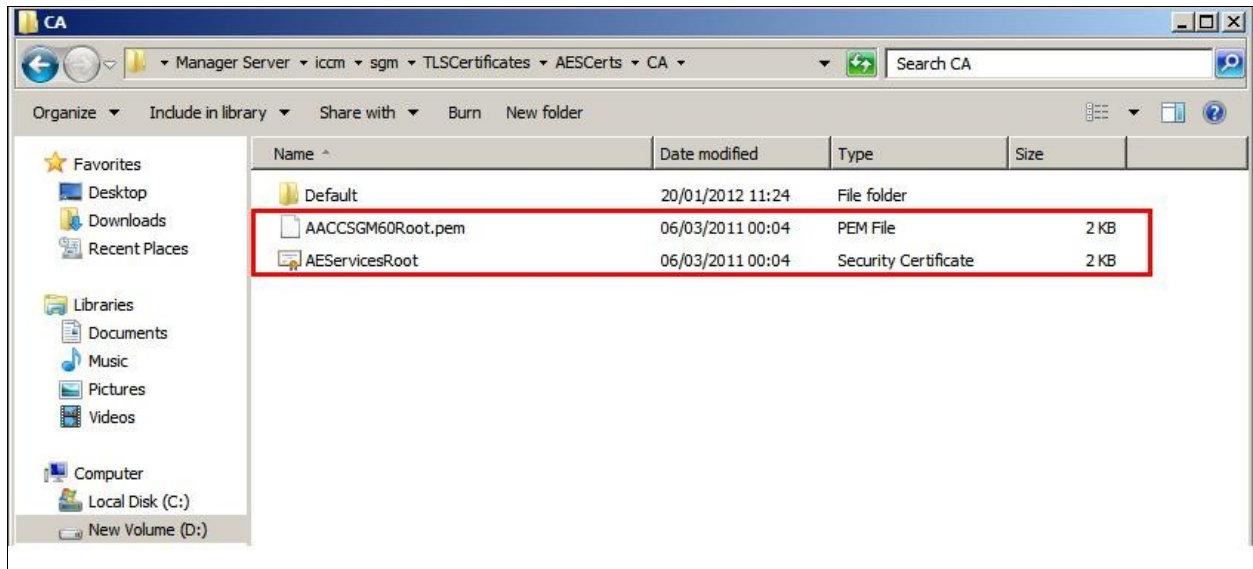 CA
Manager Server iccm sgm TLSCertificates AESCerts CA
Search CA
Organize Include in library Share with Burn New folder
Name Date modified Type Size
Favorites
Desktop
Downloads
Recent Places
Libraries
Documents
Music
Pictures
Videos
Computer
Local Disk (C:)
New Volume (D:)
Default 20/01/2012 11:24 File folder
AACCSGM60Root.pem 06/03/2011 00:04 PEM File 2 KB
AEServicesRoot 06/03/2011 00:04 Security Certificate 2 KB